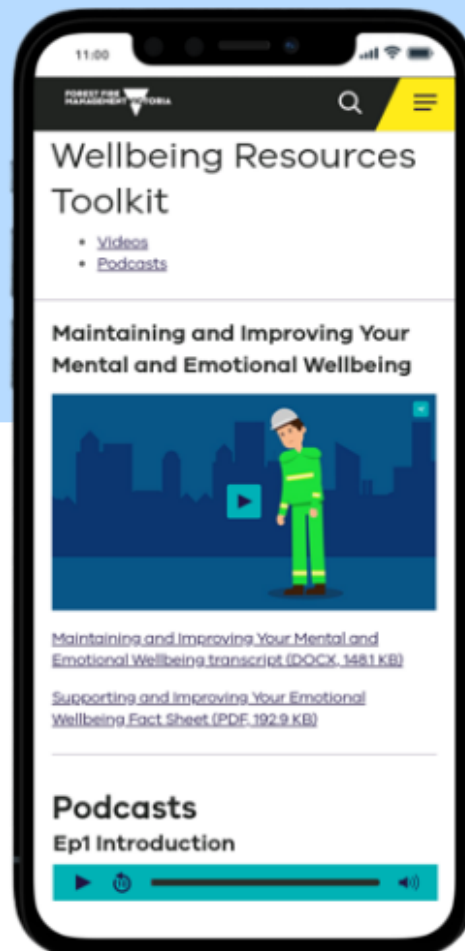 11:00
FOREST FIRE
MANAGEMENT VICTORIA
Wellbeing Resources
Toolkit
Videos
Podcasts
Maintaining and Improving Your
Mental and Emotional Wellbeing
Maintaining and Improving Your Mental and
Emotional Wellbeing transcript (DOCX, 148.1 KB)
Supporting and Improving Your Emotional
Wellbeing Fact Sheet (PDF, 192.9 KB)
Podcasts
Ep1 Introduction